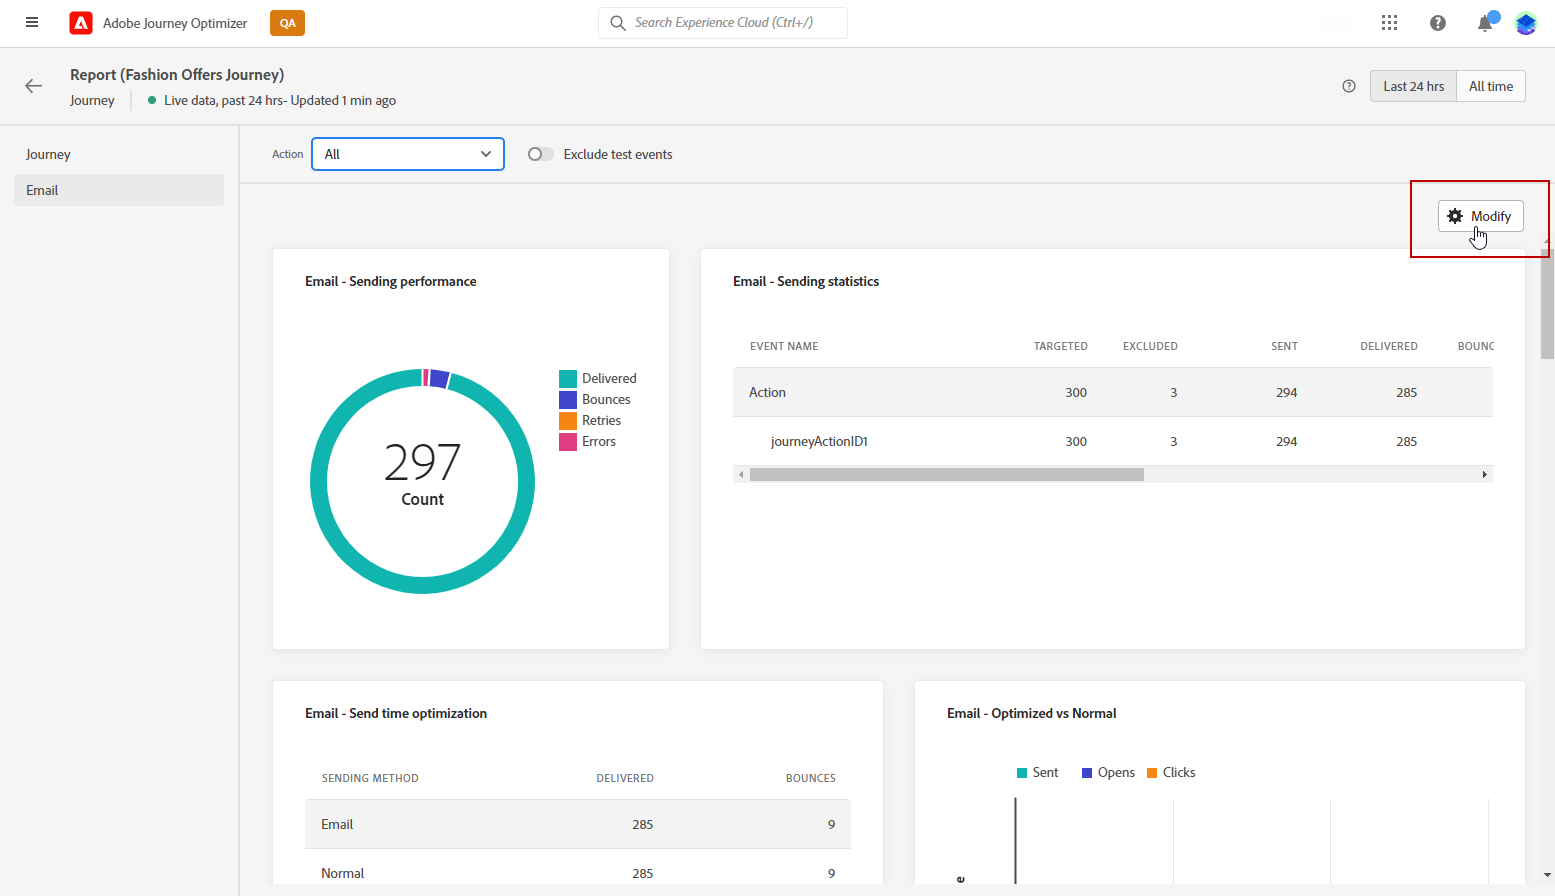 Adobe Journey Optimizer
QA
Search Experience Cloud (Ctrl+/)
Report (Fashion Offers Journey)
Journey
Live data, past 24 hrs- Updated 1 min ago
Last 24 hrs
All time
Journey
Email
Action
All
Exclude test events
Modify
Email - Sending performance
297
Count
Delivered
Bounces
Retries
Errors
Email - Sending statistics
EVENT NAME TARGETED EXCLUDED SENT DELIVERED BOUNC
Action 300 3 294 285
journeyActionID1 300 3 294 285
Email - Send time optimization
SENDING METHOD DELIVERED BOUNCES
Email 285 9
Normal 285 9
Email - Optimized vs Normal
Sent Opens Clicks